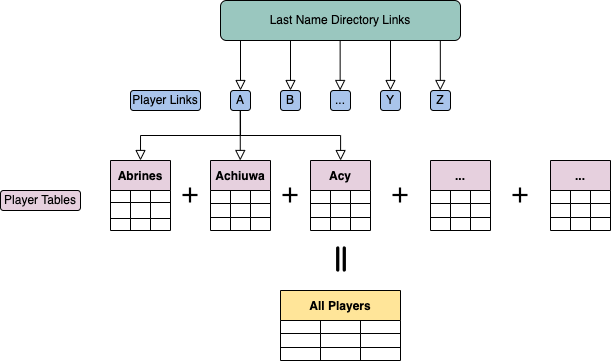 Last Name Directory Links
Player Links
A
B
...
Y
Z
Player Tables
Abrines
+
Achiuwa
+
Acy
+
...
+
...
=
All Players